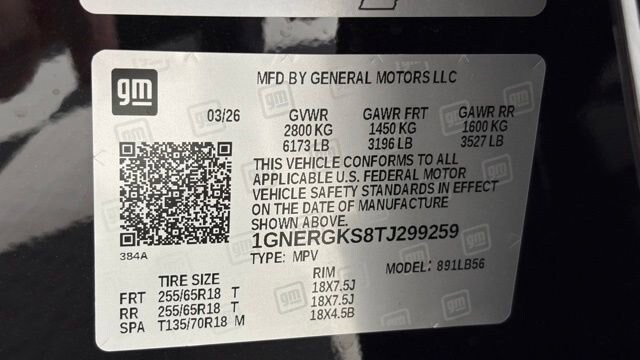 gm
MFD BY GENERAL MOTORS LLC
03/26 GVWR GAWR FRT GAWR RR
2800 KG 1450 KG 1600 KG
6173 LB 3196 LB 3527 LB
THIS VEHICLE CONFORMS TO ALL
APPLICABLE U.S. FEDERAL MOTOR
VEHICLE SAFETY STANDARDS IN EFFECT
ON THE DATE OF MANUFACTURE
SHOWN ABOVE.
1GNERGKS8TJ299259
384A
TYPE: MPV MODEL: 891LB56
TIRE SIZE RIM
FRT 255/65R18 T 18X7.5J
RR 255/65R18 T 18X7.5J
SPA T135/70R18 M 18X4.5B